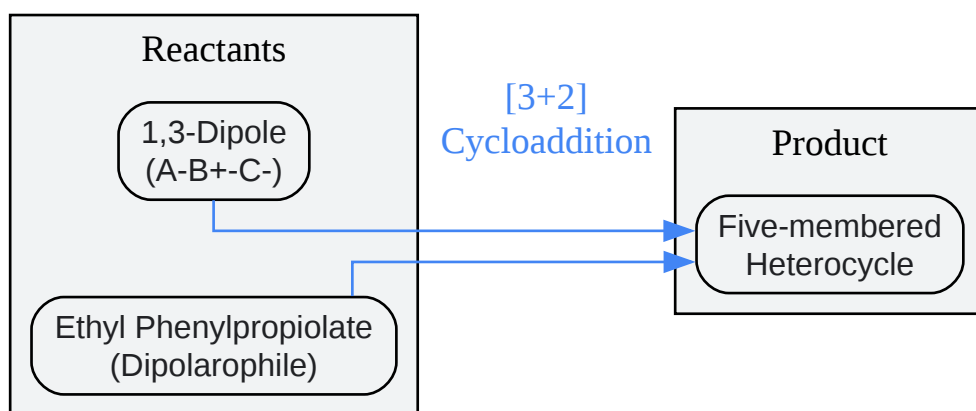 Reactants
1,3-Dipole
(A-B+-C-)
Ethyl Phenylpropiolate
(Dipolarophile)
[3+2]
Cycloaddition
Product
Five-membered
Heterocycle